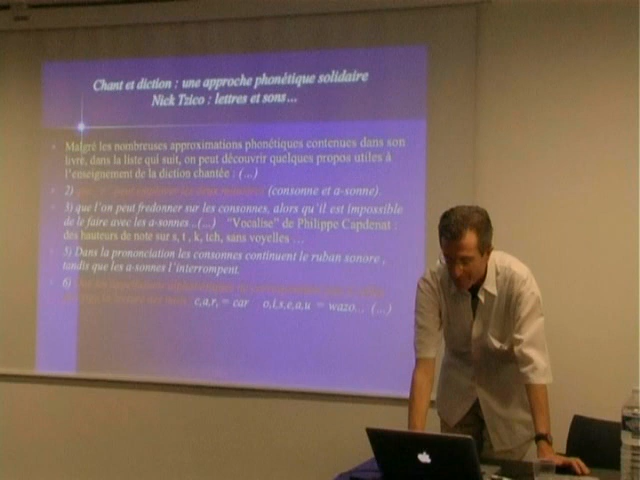 Chant et diction : une approche phonétique solidaire
Nick Tzico : lettres et sons...
Malgré les nombreuses approximations phonétiques contenues dans son
livre, dans la liste qui suit, on peut découvrir quelques propos utiles à
l'enseignement de la diction chantée : (...)
2) (consonne et a-sonne).
3) que l'on peut fredonner sur les consonnes, alors qu'il est impossible
de le faire avec les a-sonnes . (...) "Vocalise" de Philippe Capdenat :
des hauteurs de note sur s, t , k, tch, sans voyelles ...
5) Dans la prononciation les consonnes continuent le ruban sonore ,
tandis que les a-sonnes l'interrompent.
6)
c,a,r, = car o,i,s,e,a,u = wazo... (...)